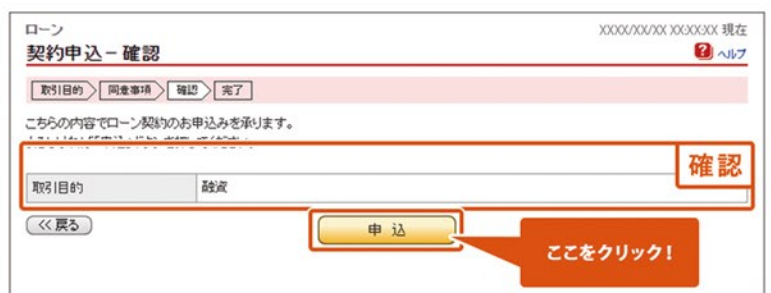 ローン
XXXX/XX/XX XX:XX:XX 現在
契約申込－確認
? ヘルプ
取引目的 同意事項 確認 完了
こちらの内容でローン契約のお申込みを承ります。
確認
取引目的 融資
≪戻る
申 込
ここをクリック！